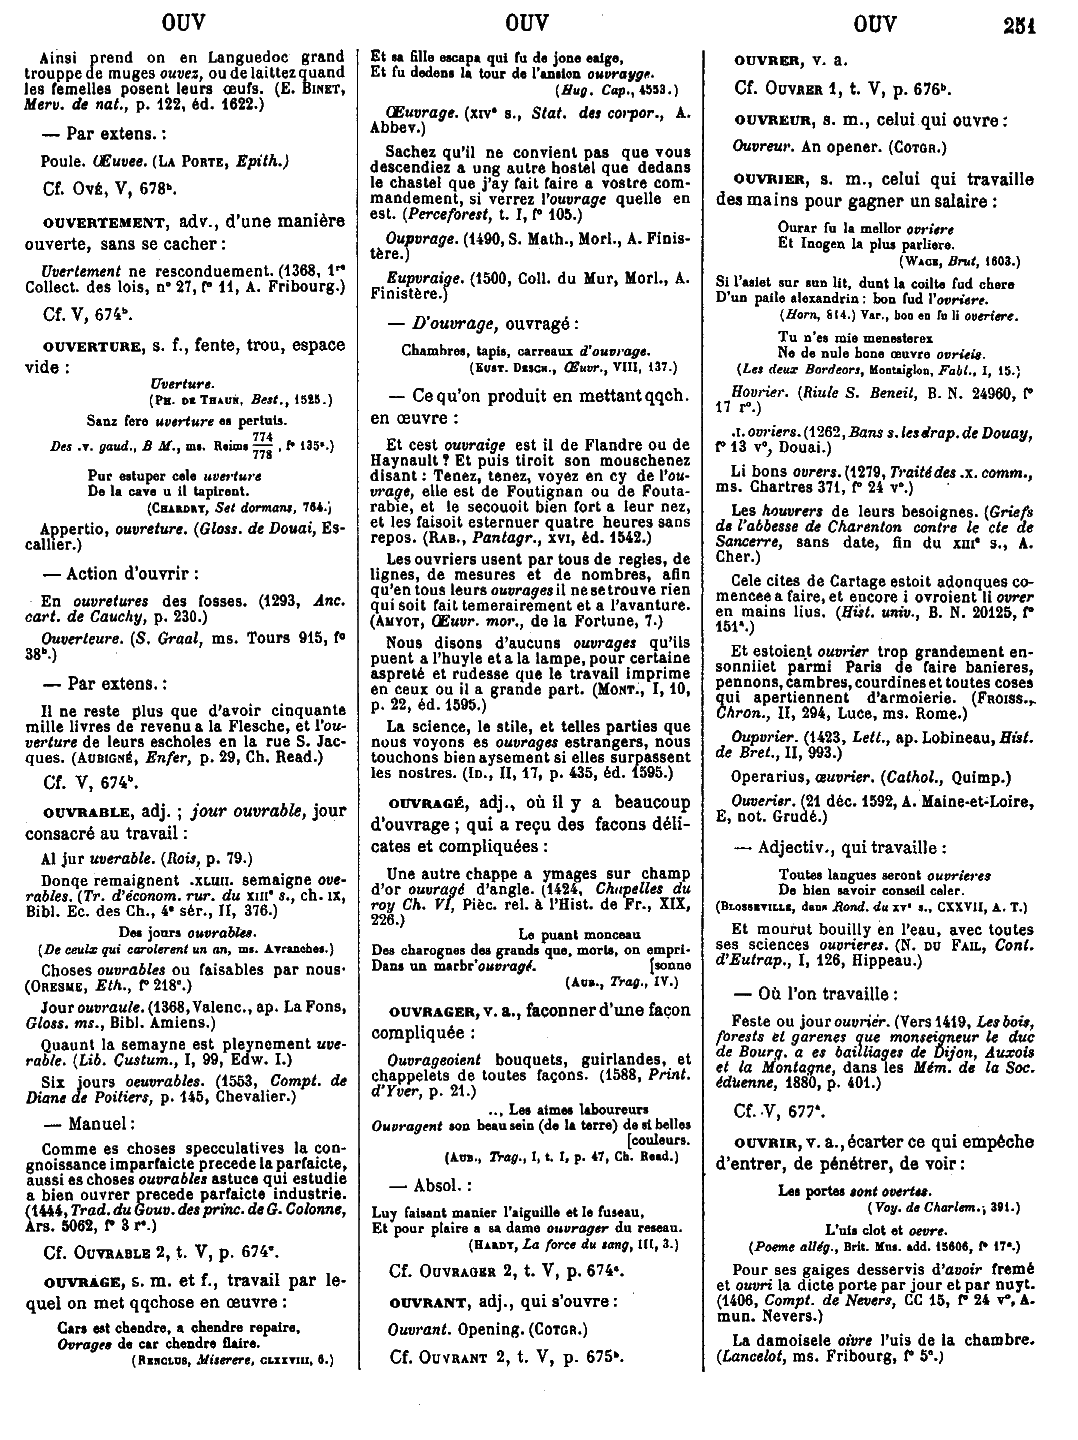 OUV
OUV
OUV
251
Ainsi prend on en Languedoc grand
trouppe de muges ouvez, ou de laittez quand
les femelles posent leurs œufs. (E. BINET,
Merv. de nat., p. 122, éd. 1622.)
— Par extens. :
Poule. Œuvee. (LA PORTE, Epith.)
Cf. Ové, V, 678ᵇ.
OUVERTEMENT, adv., d'une manière
ouverte, sans se cacher :
Uvertement ne resconduement. (1368, 1ʳᵉ
Collect. des lois, n° 27, f° 11, A. Fribourg.)
Cf. V, 674ᵇ.
OUVERTURE, s. f., fente, trou, espace
vide :
Uverture.
(PH. DE THAUN, Best., 1525.)
Sanz fere uverture es pertuis.
Des .v. gaud., B M., ms. Reims 774/778, f° 135ᵃ.)
Pur estuper cele uverture
De la cave u il tapirent.
(CHARDRY, Set dormans, 764.)
Appertio, ouvreture. (Gloss. de Douai, Es-
callier.)
— Action d'ouvrir :
En ouvretures des fosses. (1293, Anc.
cart. de Cauchy, p. 230.)
Ouverteure. (S. Graal, ms. Tours 915, f°
38ᵇ.)
— Par extens. :
Il ne reste plus que d'avoir cinquante
mille livres de revenu a la Flesche, et l'ou-
verture de leurs escholes en la rue S. Jac-
ques. (AUBIGNÉ, Enfer, p. 29, Ch. Read.)
Cf. V, 674ᵇ.
OUVRABLE, adj. ; jour ouvrable, jour
consacré au travail :
Al jur uverable. (Rois, p. 79.)
Donqe remaignent .XLIIII. semaigne ove-
rables. (Tr. d'économ. rur. du XIIIᵉ s., ch. IX,
Bibl. Ec. des Ch., 4ᵉ sér., II, 376.)
Des jours ouvrables.
(De ceulx qui carolerent un an, ms. Avranches.)
Choses ouvrables ou faisables par nous.
(ORESME, Eth., f° 218ᵃ.)
Jour ouvraule. (1368, Valenc., ap. La Fons,
Gloss. ms., Bibl. Amiens.)
Quaunt la semayne est pleynement uve-
rable. (Lib. Custum., I, 99, Edw. I.)
Six jours oeuvrables. (1553, Compt. de
Diane de Poitiers, p. 145, Chevalier.)
— Manuel :
Comme es choses specculatives la con-
gnoissance imparfaicte precede la parfaicte,
aussi es choses ouvrables astuce qui estudie
a bien ouvrer precede parfaicte industrie.
(1444, Trad. du Gouv. des princ. de G. Colonne,
Ars. 5062, f° 3 r°.)
Cf. OUVRABLE 2, t. V, p. 674ᶜ.
OUVRAGE, s. m. et f., travail par le-
quel on met qqchose en œuvre :
Cars est chendre, a chendre repaire,
Ovrages de car chendre flaire.
(RENCLUS, Miserere, CLXXVIII, 6.)
Et sa fille escapa qui fu de jone eaige,
Et fu dedens la tour de l'ansion ouvrayge.
(Hug. Cap., 4553.)
Œuvrage. (XIVᵉ s., Stat. des corpor., A.
Abbev.)
Sachez qu'il ne convient pas que vous
descendiez a ung autre hostel que dedans
le chastel que j'ay fait faire a vostre com-
mandement, si verrez l'ouvrage quelle en
est. (Perceforest, t. I, f° 105.)
Oupvrage. (1490, S. Math., Morl., A. Finis-
tère.)
Eupvraige. (1500, Coll. du Mur, Morl., A.
Finistère.)
— D'ouvrage, ouvragé :
Chambres, tapis, carreaux d'ouvrage.
(EUST. DESCH., Œuvr., VIII, 137.)
— Ce qu'on produit en mettant qqch.
en œuvre :
Et cest ouvraige est il de Flandre ou de
Haynault ? Et puis tiroit son mouschenez
disant : Tenez, tenez, voyez en cy de l'ou-
vrage, elle est de Foutignan ou de Fouta-
rabie, et le secouoit bien fort a leur nez,
et les faisoit esternuer quatre heures sans
repos. (RAB., Pantagr., XVI, éd. 1542.)
Les ouvriers usent par tous de regles, de
lignes, de mesures et de nombres, afin
qu'en tous leurs ouvrages il ne se trouve rien
qui soit fait temerairement et a l'avanture.
(AMYOT, Œuvr. mor., de la Fortune, 7.)
Nous disons d'aucuns ouvrages qu'ils
puent a l'huyle et a la lampe, pour certaine
aspreté et rudesse que le travail imprime
en ceux ou il a grande part. (MONT., I, 10,
p. 22, éd. 1595.)
La science, le stile, et telles parties que
nous voyons es ouvrages estrangers, nous
touchons bien aysement si elles surpassent
les nostres. (ID., II, 17, p. 435, éd. 1595.)
OUVRAGÉ, adj., où il y a beaucoup
d'ouvrage ; qui a reçu des facons déli-
cates et compliquées :
Une autre chappe a ymages sur champ
d'or ouvragé d'angle. (1424, Chapelles du
roy Ch. VI, Pièc. rel. à l'Hist. de Fr., XIX,
226.)
Le puant monceau
Des charognes des grands que, morts, on empri-
Dans un marbr'ouvragé. [sonne
(AUB., Trag., IV.)
OUVRAGER, v. a., faconner d'une façon
compliquée :
Ouvrageoient bouquets, guirlandes, et
chappelets de toutes façons. (1588, Print.
d'Yver, p. 21.)
... Les aimes laboureurs
Ouvragent son beau sein (de la terre) de si belles
[couleurs.
(AUB., Trag., I, t. I, p. 47, Ch. Read.)
— Absol. :
Luy faisant manier l'aiguille et le fuseau,
Et pour plaire a sa dame ouvrager du reseau.
(HARDY, La force du sang, III, 3.)
Cf. OUVRAGER 2, t. V, p. 674ᶜ.
OUVRANT, adj., qui s'ouvre :
Ouvrant. Opening. (COTGR.)
Cf. OUVRANT 2, t. V, p. 675ᵇ.
OUVRER, v. a.
Cf. OUVRER 1, t. V, p. 676ᵇ.
OUVREUR, s. m., celui qui ouvre :
Ouvreur. An opener. (COTGR.)
OUVRIER, s. m., celui qui travaille
des mains pour gagner un salaire :
Ourar fu la mellor ovriere
Et Inogen la plus parliere.
(WACE, Brut, 1603.)
Si l'asist sur sun lit, dunt la coilte fud chere
D'un paile alexandrin : bon fud l'ovriere.
(Horn, 814.) Var., bon en fu li overiere.
Tu n'es mie menesterex
Ne de nule bone œuvre ovrieis.
(Les deux Bordeors, Montaiglon, Fabl., I, 15.)
Hovrier. (Riule S. Beneit, B. N. 24960, f°
17 r°.)
.I. ovriers. (1262, Bans s. les drap. de Douay,
f° 13 v°, Douai.)
Li bons ovrers. (1279, Traité des .x. comm.,
ms. Chartres 371, f° 24 v°.)
Les houvrers de leurs besoignes. (Griefs
de l'abbesse de Charenton contre le cte de
Sancerre, sans date, fin du XIIIᵉ s., A.
Cher.)
Cele cites de Cartage estoit adonques co-
mencee a faire, et encore i ovroient li ovrer
en mains lius. (Hist. univ., B. N. 20125, f°
151ᵃ.)
Et estoient ouvrier trop grandement en-
sonniiet parmi Paris de faire banieres,
pennons, cambres, courdines et toutes coses
qui apertiennent d'armoierie. (FROISS.,
Chron., II, 294, Luce, ms. Rome.)
Oupvrier. (1423, Lett., ap. Lobineau, Hist.
de Bret., II, 993.)
Operarius, œuvrier. (Cathol., Quimp.)
Ouverier. (21 déc. 1592, A. Maine-et-Loire,
E, not. Grudé.)
— Adjectiv., qui travaille :
Toutes langues seront ouvrieres
De bien savoir conseil celer.
(BLOSSEVILLE, dans Rond. du XVᵉ s., CXXVII, A. T.)
Et mourut bouilly en l'eau, avec toutes
ses sciences ouvrieres. (N. DU FAIL, Cont.
d'Eutrap., I, 126, Hippeau.)
— Où l'on travaille :
Feste ou jour ouvrier. (Vers 1419, Les bois,
forests et garenes que monseigneur le duc
de Bourg. a es bailliages de Dijon, Auxois
et la Montagne, dans les Mém. de la Soc.
éduenne, 1880, p. 401.)
Cf. V, 677ᵃ.
OUVRIR, v. a., écarter ce qui empêche
d'entrer, de pénétrer, de voir :
Les portes sont overtes.
(Voy. de Charlem., 391.)
L'uis clot et oevre.
(Poeme allég., Brit. Mus. add. 15606, f° 17ᵃ.)
Pour ses gaiges desservis d'avoir fremé
et ouvri la dicte porte par jour et par nuyt.
(1406, Compt. de Nevers, CC 15, f° 24 v°, A.
mun. Nevers.)
La damoisele oivre l'uis de la chambre.
(Lancelot, ms. Fribourg, f° 5ᶜ.)